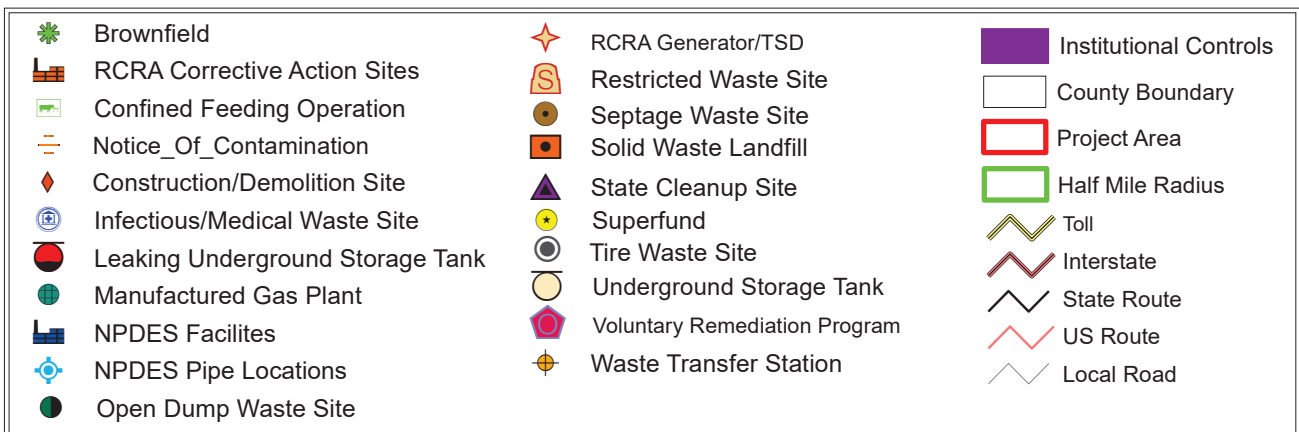 Brownfield
RCRA Corrective Action Sites
Confined Feeding Operation
Notice_Of_Contamination
Construction/Demolition Site
Infectious/Medical Waste Site
Leaking Underground Storage Tank
Manufactured Gas Plant
NPDES Facilites
NPDES Pipe Locations
Open Dump Waste Site
RCRA Generator/TSD
S
Restricted Waste Site
Septage Waste Site
Solid Waste Landfill
State Cleanup Site
Superfund
Tire Waste Site
Underground Storage Tank
Voluntary Remediation Program
Waste Transfer Station
Institutional Controls
County Boundary
Project Area
Half Mile Radius
Toll
Interstate
State Route
US Route
Local Road